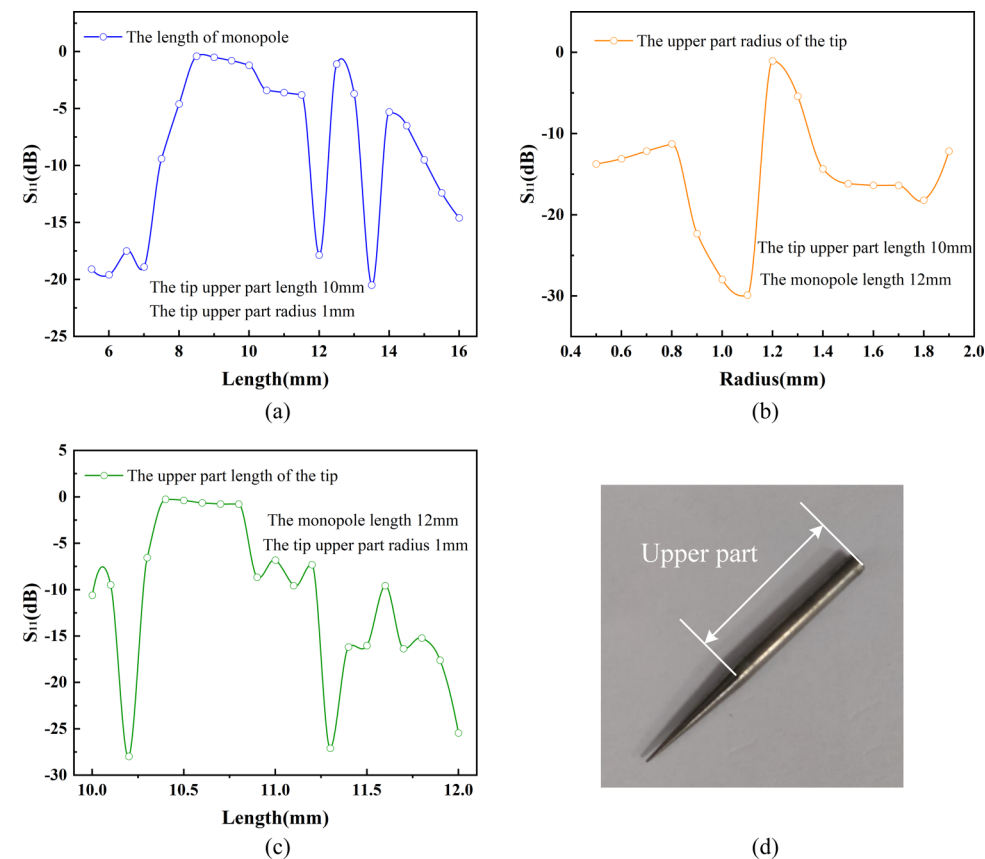 The length of monopole
0
-5
-10
-15
-20
-25
S11(dB)
The tip upper part length 10mm
The tip upper part radius 1mm
6 8 10 12 14 16
Length(mm)
(a)
The upper part radius of the tip
0
-10
-20
-30
S11(dB)
The tip upper part length 10mm
The monopole length 12mm
0.4 0.6 0.8 1.0 1.2 1.4 1.6 1.8 2.0
Radius(mm)
(b)
5
The upper part length of the tip
0
-5
-10
-15
-20
-25
-30
S11(dB)
The monopole length 12mm
The tip upper part radius 1mm
10.0 10.5 11.0 11.5 12.0
Length(mm)
(c)
Upper part
(d)